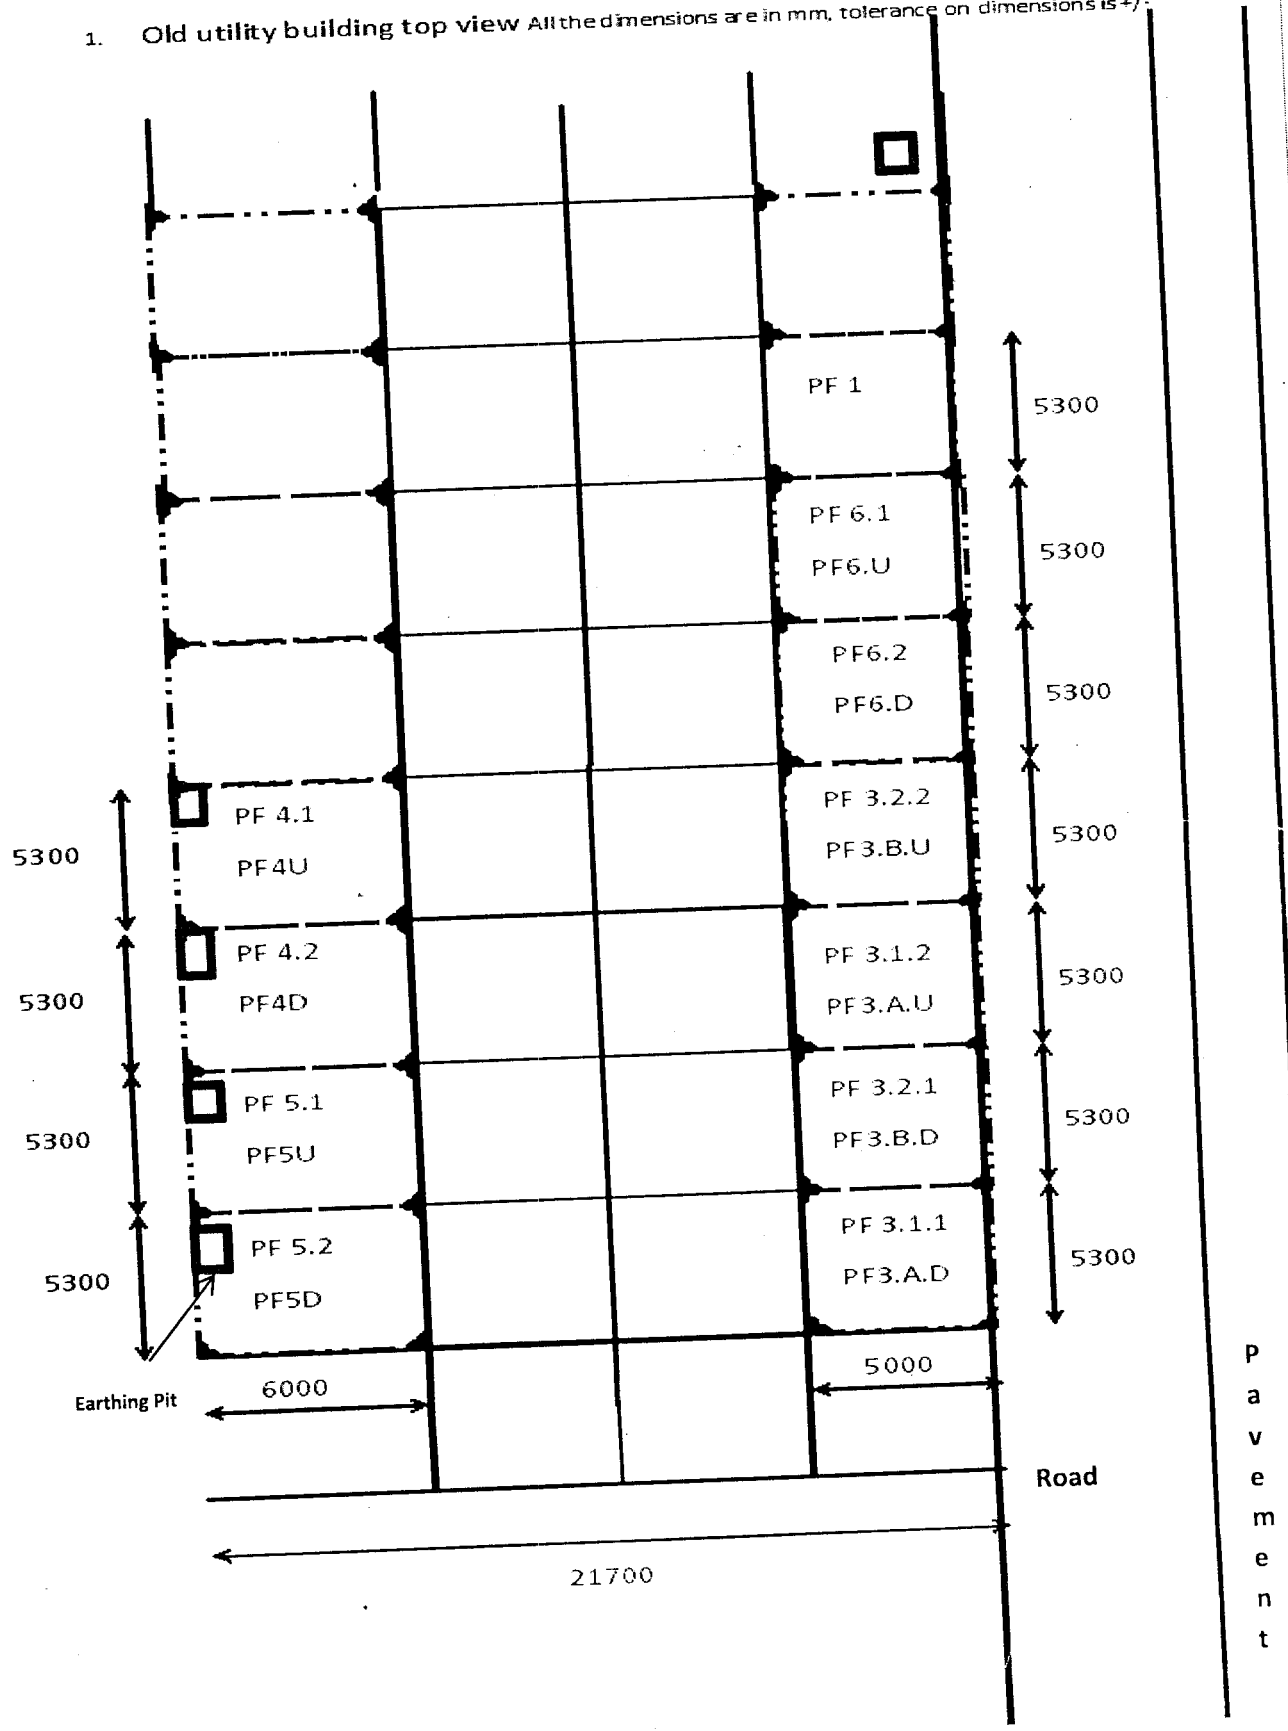 1. Old utility building top view All the dimensions are in mm, tolerance on dimensions is +/-
PF 1
5300
PF 6.1
5300
PF6.U
PF6.2
5300
PF6.D
PF 4.1
PF 3.2.2
5300
5300
PF4U
PF3.B.U
PF 4.2
PF 3.1.2
5300
5300
PF4D
PF3.A.U
PF 5.1
PF 3.2.1
5300
5300
PF5U
PF3.B.D
PF 5.2
PF 3.1.1
5300
5300
PF5D
PF3.A.D
Earthing Pit
6000
5000
Road
21700
Pavement